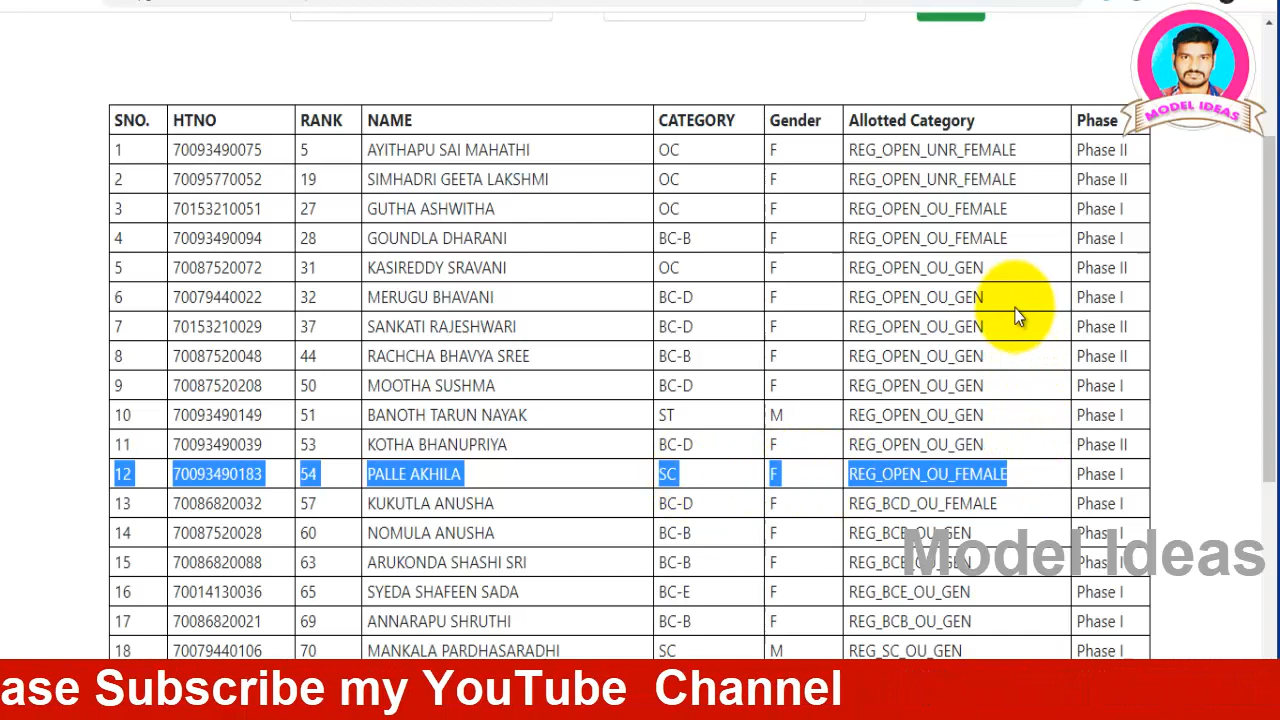 MODEL IDEAS
SNO. HTNO RANK NAME CATEGORY Gender Allotted Category Phase
1 70093490075 5 AYITHAPU SAI MAHATHI OC F REG_OPEN_UNR_FEMALE Phase II
2 70095770052 19 SIMHADRI GEETA LAKSHMI OC F REG_OPEN_UNR_FEMALE Phase II
3 70153210051 27 GUTHA ASHWITHA OC F REG_OPEN_OU_FEMALE Phase I
4 70093490094 28 GOUNDLA DHARANI BC-B F REG_OPEN_OU_FEMALE Phase I
5 70087520072 31 KASIREDDY SRAVANI OC F REG_OPEN_OU_GEN Phase II
6 70079440022 32 MERUGU BHAVANI BC-D F REG_OPEN_OU_GEN Phase I
7 70153210029 37 SANKATI RAJESHWARI BC-D F REG_OPEN_OU_GEN Phase II
8 70087520048 44 RACHCHA BHAVYA SREE BC-B F REG_OPEN_OU_GEN Phase II
9 70087520208 50 MOOTHA SUSHMA BC-D F REG_OPEN_OU_GEN Phase I
10 70093490149 51 BANOTH TARUN NAYAK ST M REG_OPEN_OU_GEN Phase I
11 70093490039 53 KOTHA BHANUPRIYA BC-D F REG_OPEN_OU_GEN Phase II
12 70093490183 54 PALLE AKHILA SC F REG_OPEN_OU_FEMALE Phase I
13 70086820032 57 KUKUTLA ANUSHA BC-D F REG_BCD_OU_FEMALE Phase I
14 70087520028 60 NOMULA ANUSHA BC-B F REG_BCB_OU_GEN Phase I
Model Ideas
15 70086820088 63 ARUKONDA SHASHI SRI BC-B F REG_BCB_OU_GEN Phase I
16 70014130036 65 SYEDA SHAFEEN SADA BC-E F REG_BCE_OU_GEN Phase I
17 70086820021 69 ANNARAPU SHRUTHI BC-B F REG_BCB_OU_GEN Phase I
18 70079440106 70 MANKALA PARDHASARADHI SC M REG_SC_OU_GEN Phase I
ase Subscribe my YouTube Channel